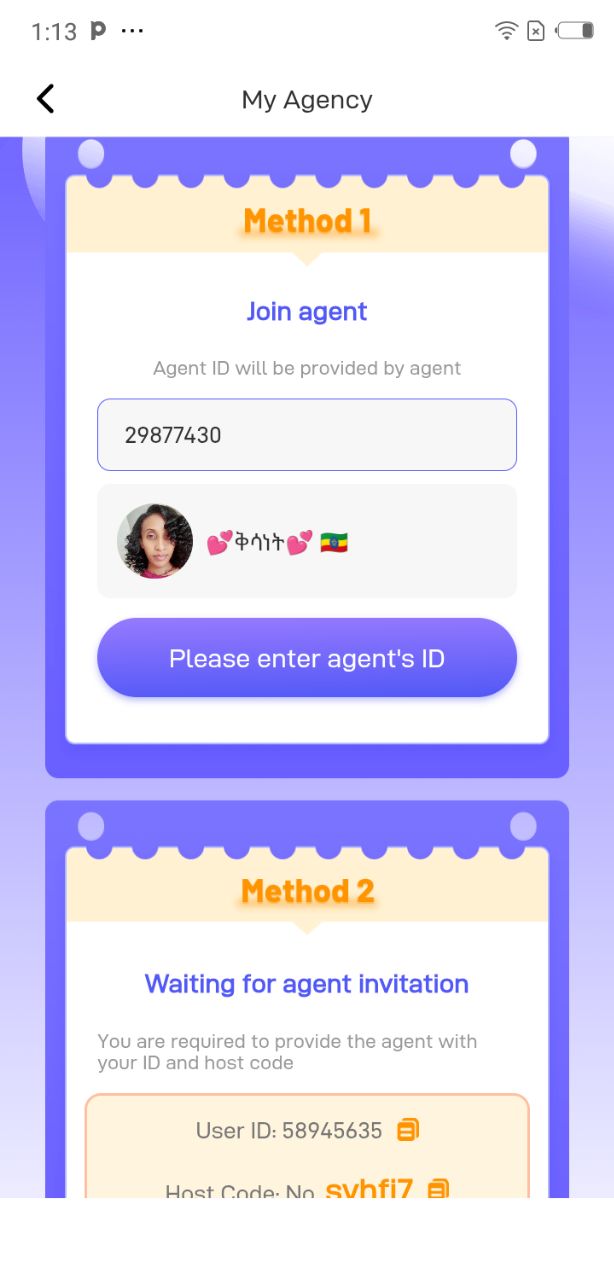 1:13
My Agency
Method 1
Join agent
Agent ID will be provided by agent
29877430
💕ቅሳነት💕 🇪🇹
Please enter agent's ID
Method 2
Waiting for agent invitation
You are required to provide the agent with
your ID and host code
User ID: 58945635
Host Code: No